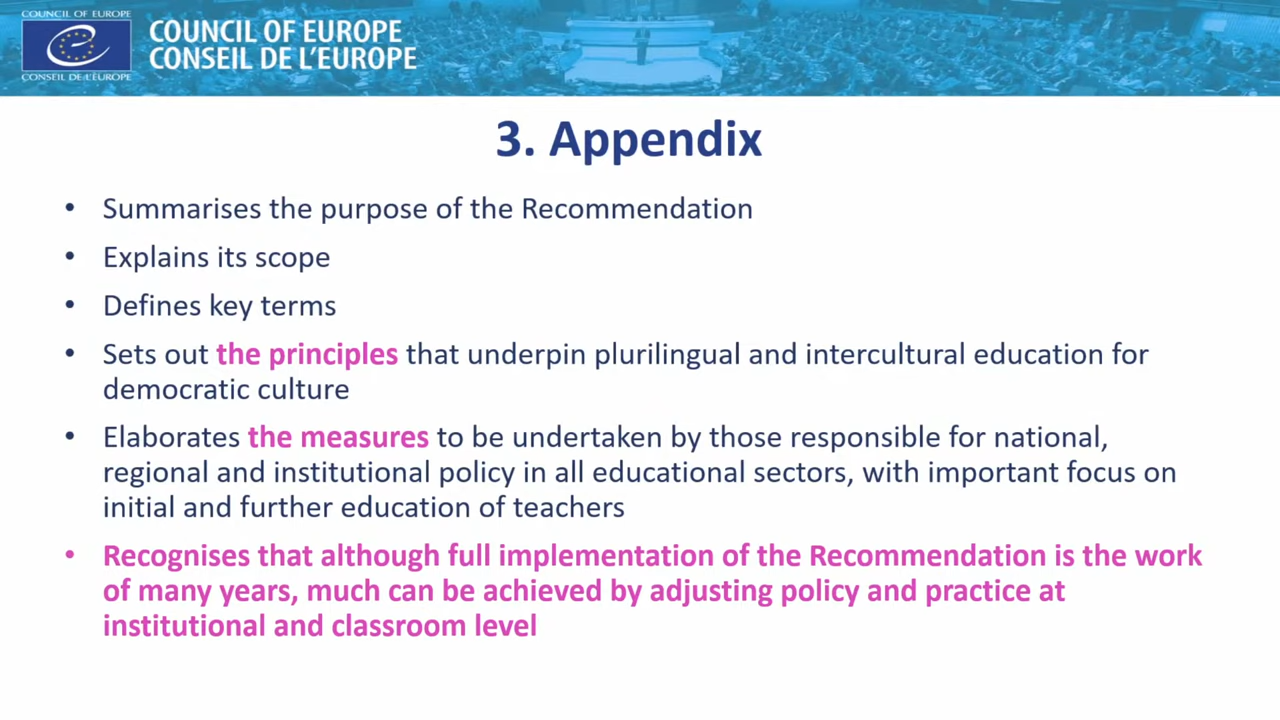 COUNCIL OF EUROPE
CONSEIL DE L'EUROPE
COUNCIL OF EUROPE
CONSEIL DE L'EUROPE
3. Appendix
• Summarises the purpose of the Recommendation
• Explains its scope
• Defines key terms
• Sets out the principles that underpin plurilingual and intercultural education for
democratic culture
• Elaborates the measures to be undertaken by those responsible for national,
regional and institutional policy in all educational sectors, with important focus on
initial and further education of teachers
• Recognises that although full implementation of the Recommendation is the work
of many years, much can be achieved by adjusting policy and practice at
institutional and classroom level